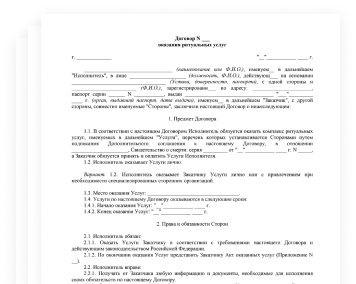 Договор N ___
оказания ритуальных услуг
г. ______________ "__"___________ ____ г.
_________________________ (наименование или Ф.И.О.), именуем__ в дальнейшем
"Исполнитель", в лице ______________ (должность, Ф.И.О.), действующ__ на основании
______________ (Устава, доверенности, паспорта), с одной стороны и
______________ (Ф.И.О.), зарегистрированн__ по адресу: ______________,
паспорт серии ______ N ________, выдан ______________ "__"________
____ г. (орган, выдавший паспорт, дата выдачи), именуем__ в дальнейшем "Заказчик", с другой
стороны, совместно именуемые "Стороны", заключили настоящий Договор о нижеследующем:
1. Предмет Договора
1.1. В соответствии с настоящим Договором Исполнитель обязуется оказать комплекс ритуальных
услуг, именуемых в дальнейшем "Услуги", перечень которых устанавливается Сторонами путем
подписания Дополнительного соглашения к настоящему Договору, в отношении
______________, Свидетельство о смерти: серия ______ от "__"________ ____ г. N ____,
а Заказчик обязуется принять и оплатить Услуги Исполнителя.
1.2. Исполнитель оказывает Услуги лично.
Вариант. 1.2. Исполнитель оказывает Заказчику Услуги лично или с привлечением при
необходимости специализированных сторонних организаций.
1.3. Место оказания Услуг: ______________________.
1.4. Услуги по настоящему Договору оказываются в следующие сроки:
1.4.1. Начало оказания Услуг: "__"__________ ____ г.
1.4.2. Конец оказания Услуг: "__"__________ ____ г.
2. Права и обязанности Сторон
2.1. Исполнитель обязан:
2.1.1. Оказать Услуги Заказчику в соответствии с требованиями настоящего Договора и
действующим законодательством Российской Федерации.
2.1.2. По окончании оказания Услуг представить Заказчику Акт оказанных услуг (Приложение N
__).
2.2. Исполнитель вправе:
2.2.1. Получать от Заказчика любую информацию и документы, необходимые для исполнения
своих обязательств по настоящему Договору.